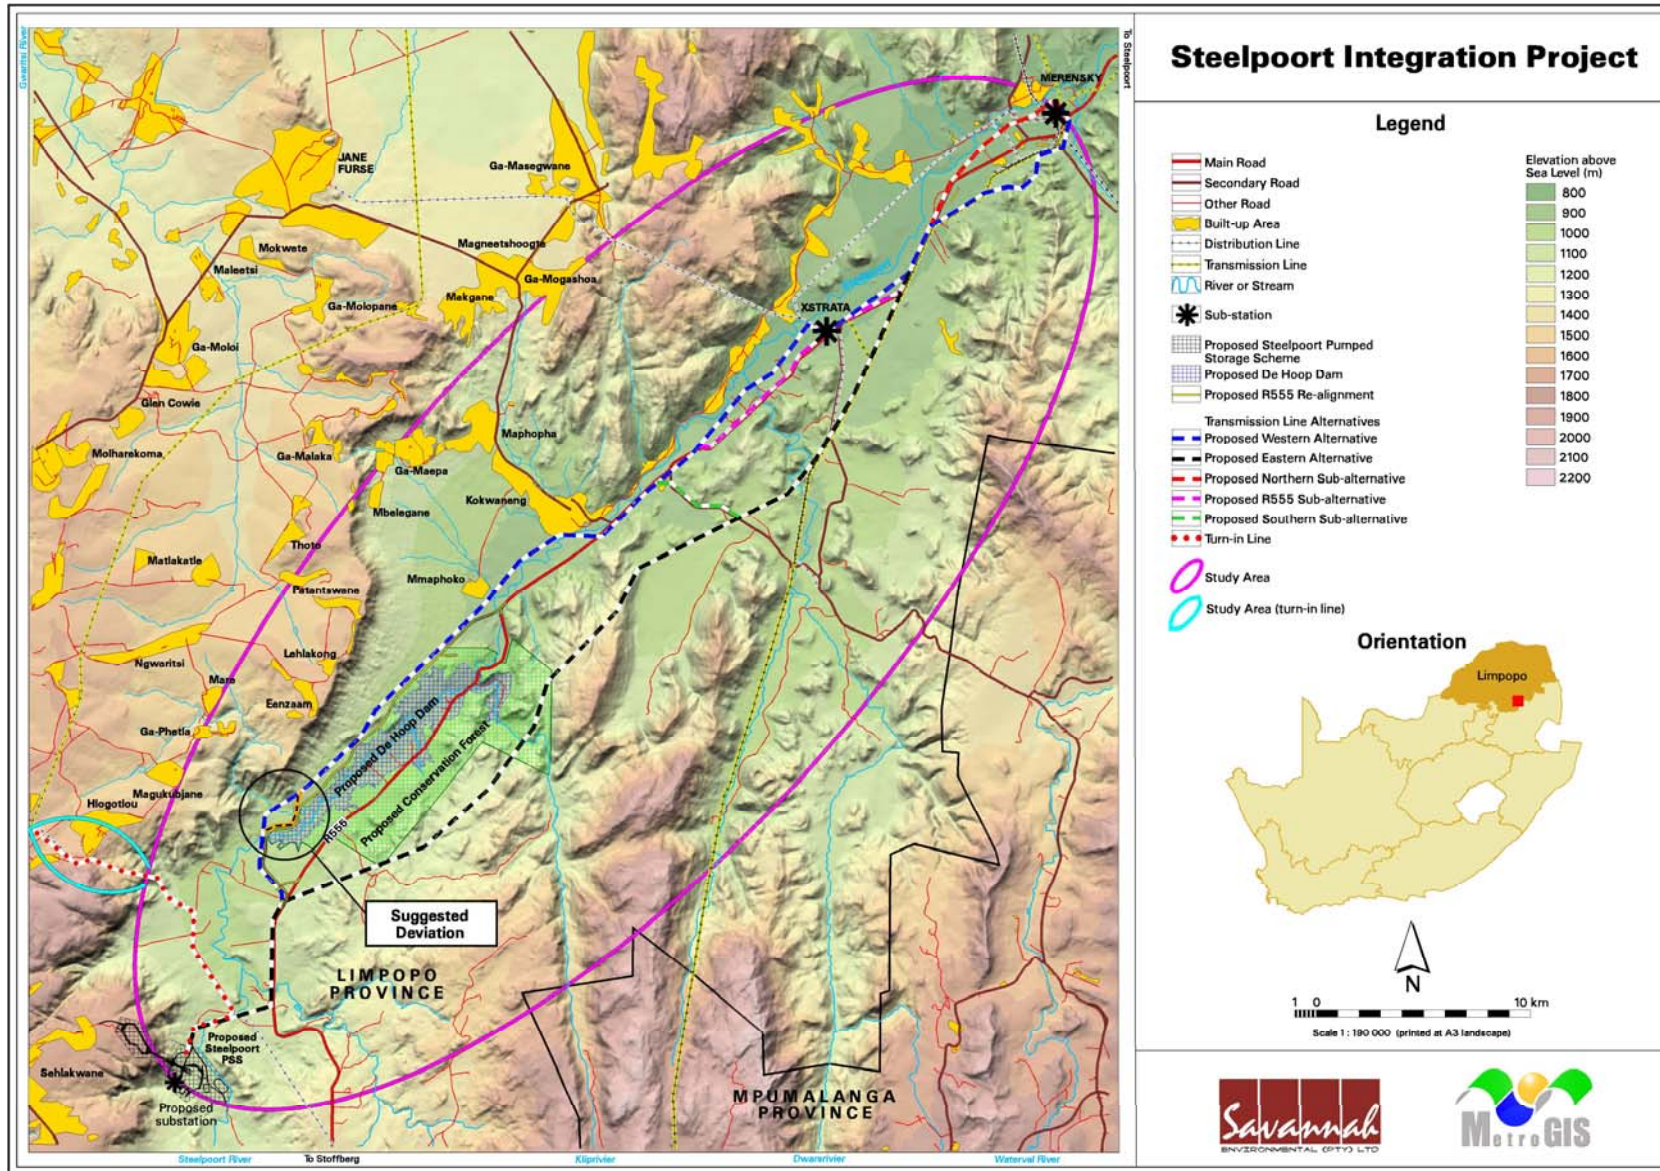 Steelpoort Integration Project
Legend
Main Road
Secondary Road
Other Road
Built-up Area
Distribution Line
Transmission Line
River or Stream
Sub-station
Proposed Steelpoort Pumped
Storage Scheme
Proposed De Hoop Dam
Proposed R555 Re-alignment
Transmission Line Alternatives
Proposed Western Alternative
Proposed Eastern Alternative
Proposed Northern Sub-alternative
Proposed R555 Sub-alternative
Proposed Southern Sub-alternative
Turn-in Line
Study Area
Study Area (turn-in line)
Elevation above
Sea Level (m)
800
900
1000
1100
1200
1300
1400
1500
1600
1700
1800
1900
2000
2100
2200
Orientation
Limpopo
N
1 0 10 km
Scale 1 : 190 000 (printed at A3 landscape)
Savannah
ENVIRONMENTAL (PTY) LTD
MetroGIS
To Steelpoort
MERENSKY
JANE
FURSE
Ga-Masegwane
Mokwete
Magneetshoogte
Maleetsi
Ga-Mogashoa
Makgane
Ga-Molopane
XSTRATA
Ga-Moloi
Glen Cowie
Maphopha
Molharekoma
Ga-Malaka
Ga-Maepa
Kokwaneng
Mbelegane
Thoto
Matlakatle
Mmaphoko
Patantswane
Lehlakong
Ngwaritsi
Mare
Eenzaam
Ga-Phetla
Proposed De Hoop Dam
Proposed Conservation Forest
Magukubjane
Hlogotlou
R555
Suggested
Deviation
LIMPOPO
PROVINCE
Proposed
Steelpoort
PSS
Sehlakwane
Proposed
substation
MPUMALANGA
PROVINCE
Steelpoort River
To Stoffberg
Kliprivier
Dwarsrivier
Waterval River